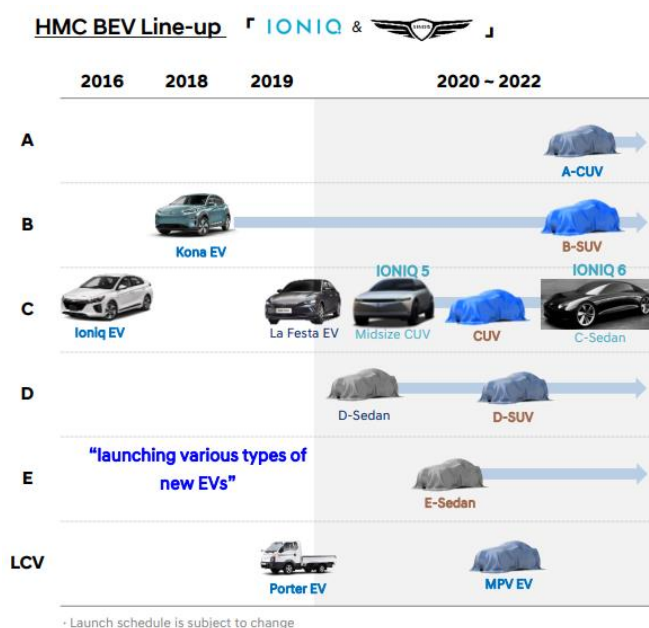 HMC BEV Line-up 「 IONIQ & GENESIS 」
2016 2018 2019 2020 ~ 2022
A
A-CUV
B
Kona EV
B-SUV
IONIQ 5
IONIQ 6
C
Ioniq EV
La Festa EV
Midsize CUV
CUV
C-Sedan
D
D-Sedan
D-SUV
"launching various types of
new EVs"
E
E-Sedan
LCV
Porter EV
MPV EV
· Launch schedule is subject to change